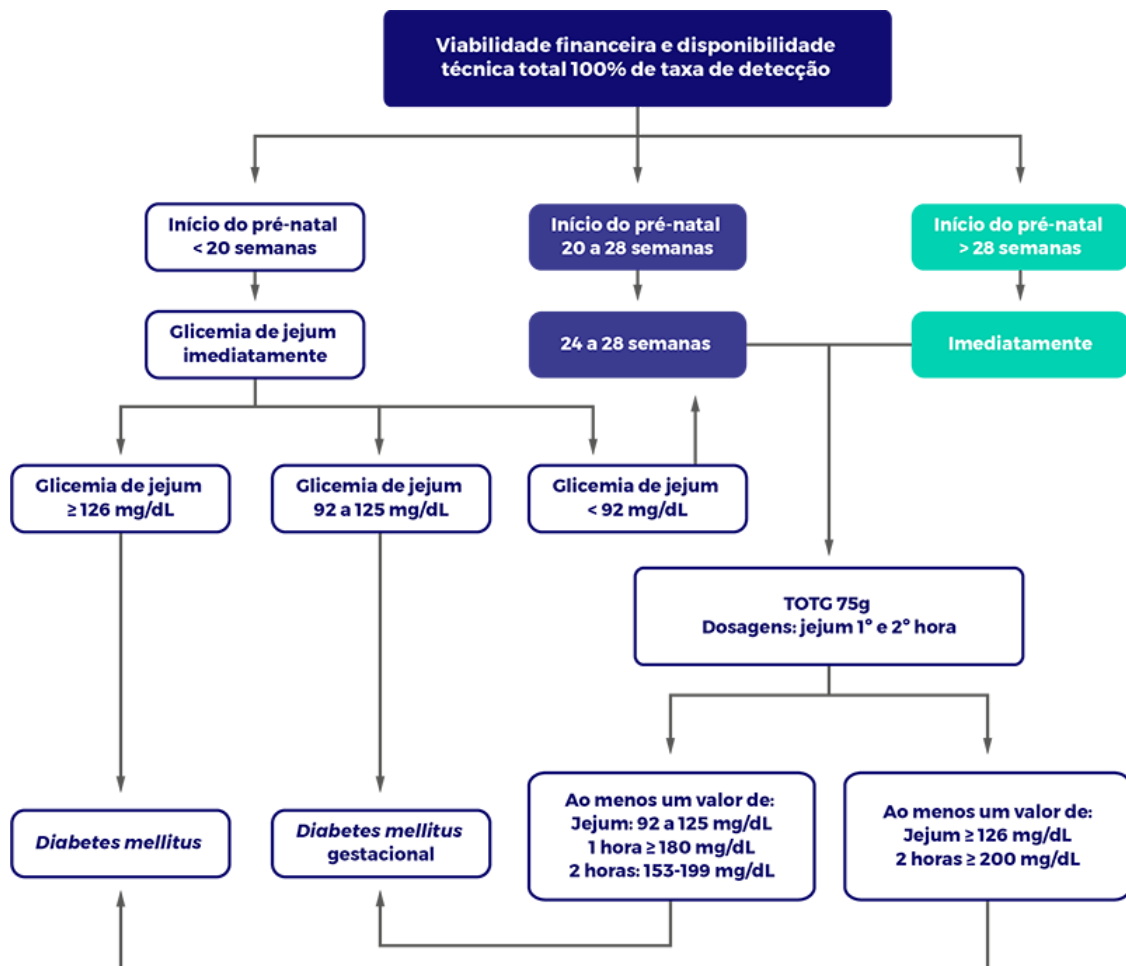 Viabilidade financeira e disponibilidade
técnica total 100% de taxa de detecção
Início do pré-natal
< 20 semanas
Início do pré-natal
20 a 28 semanas
Início do pré-natal
> 28 semanas
Glicemia de jejum
imediatamente
24 a 28 semanas
Imediatamente
Glicemia de jejum
≥ 126 mg/dL
Glicemia de jejum
92 a 125 mg/dL
Glicemia de jejum
< 92 mg/dL
TOTG 75g
Dosagens: jejum 1° e 2° hora
Diabetes mellitus
Diabetes mellitus
gestacional
Ao menos um valor de:
Jejum: 92 a 125 mg/dL
1 hora ≥ 180 mg/dL
2 horas: 153-199 mg/dL
Ao menos um valor de:
Jejum ≥ 126 mg/dL
2 horas ≥ 200 mg/dL